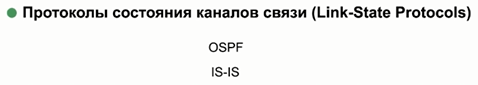 Протоколы состояния каналов связи (Link-State Protocols)
OSPF
IS-IS